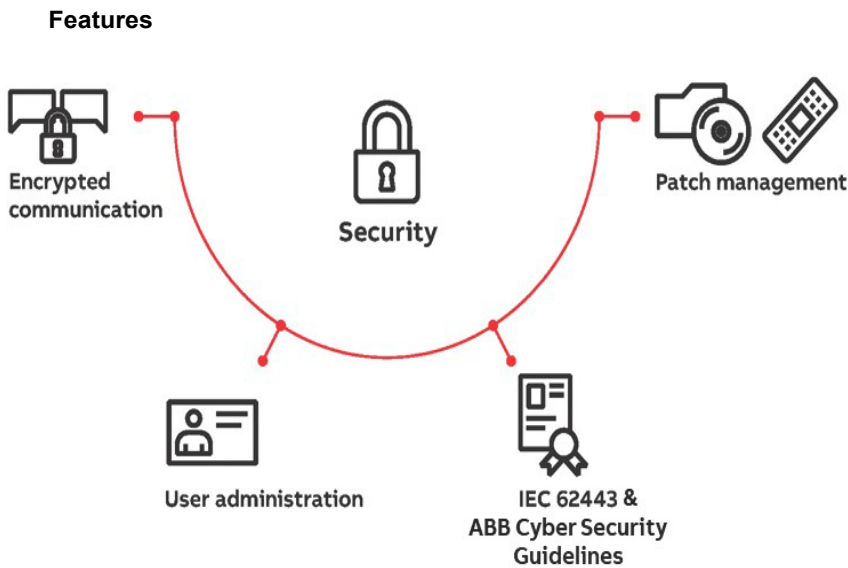 Features
Encrypted
communication
Security
Patch management
User administration
IEC 62443 &
ABB Cyber Security
Guidelines